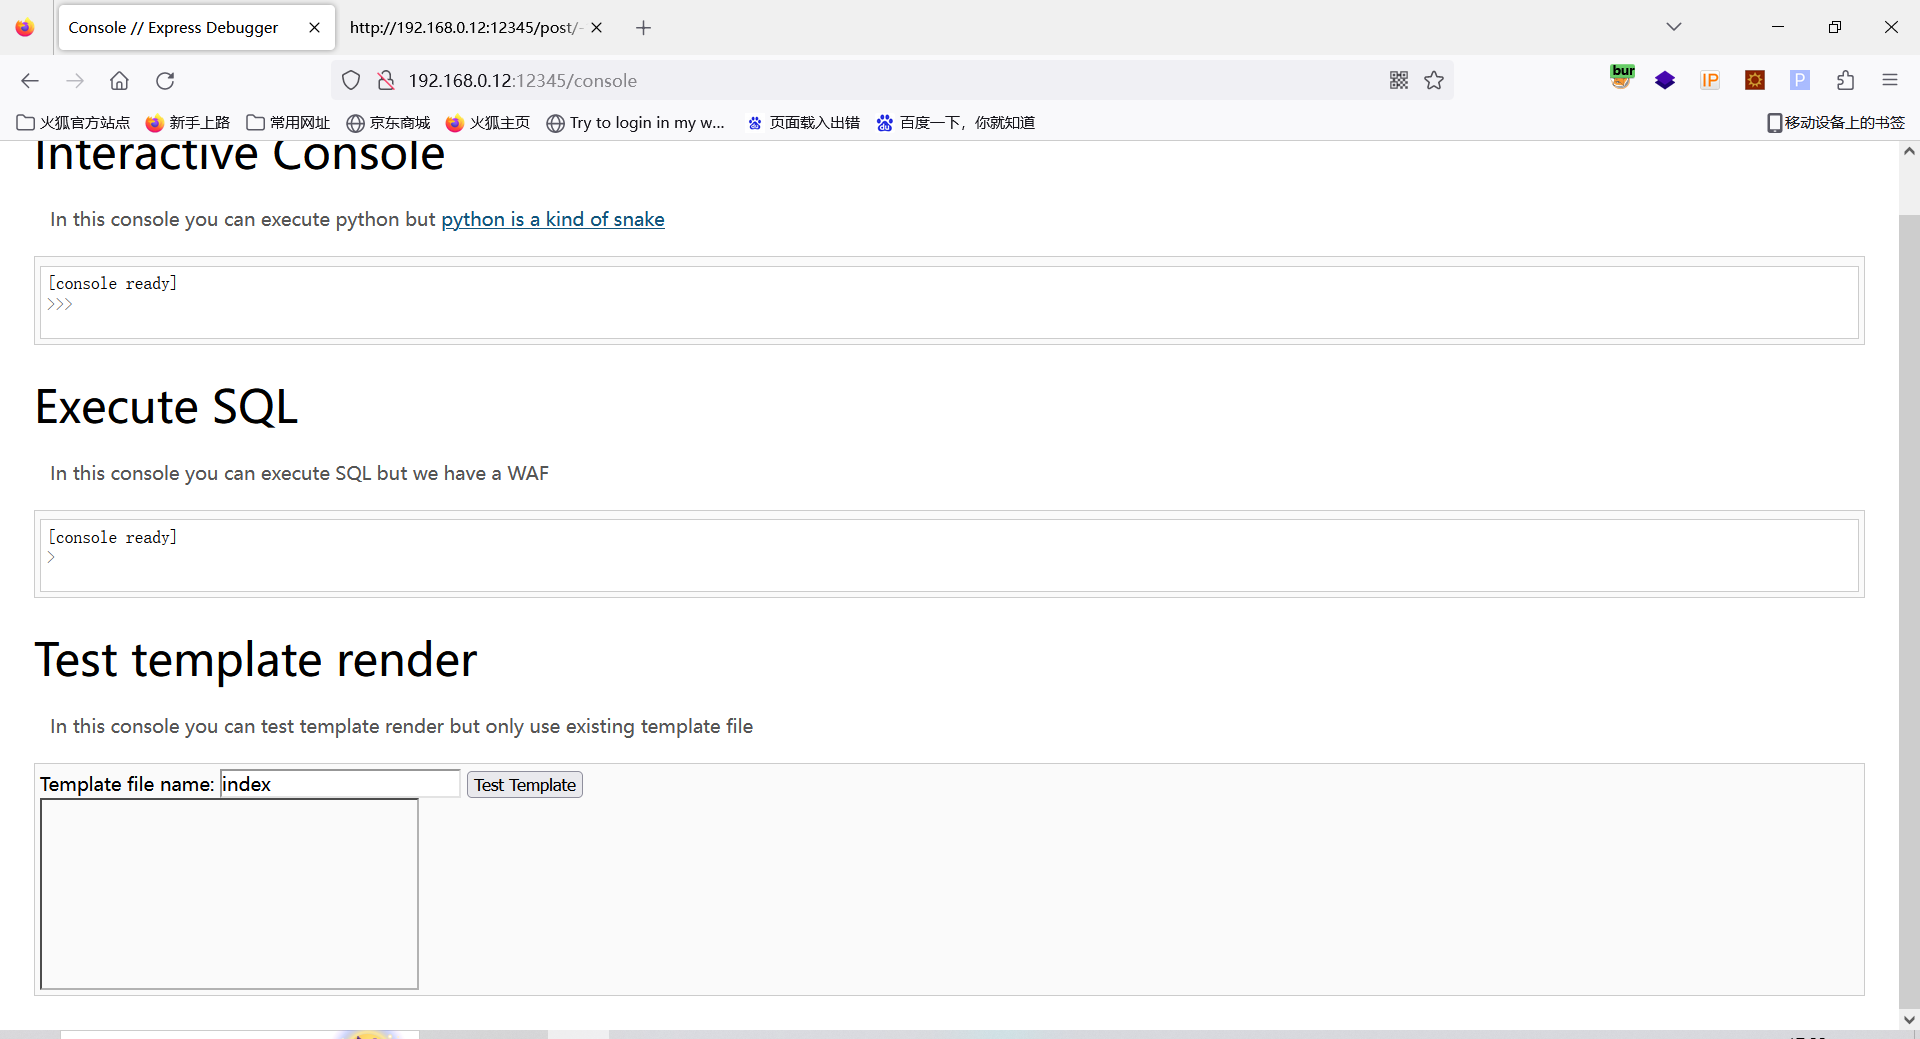 Console // Express Debugger
http://192.168.0.12:12345/post/-
192.168.0.12:12345/console
bur
IP
P
火狐官方站点 新手上路 常用网址 京东商城 火狐主页 Try to login in my w... 页面载入出错 百度一下，你就知道 移动设备上的书签
Interactive Console
In this console you can execute python but python is a kind of snake
[console ready]
>>>
Execute SQL
In this console you can execute SQL but we have a WAF
[console ready]
>
Test template render
In this console you can test template render but only use existing template file
Template file name: index Test Template